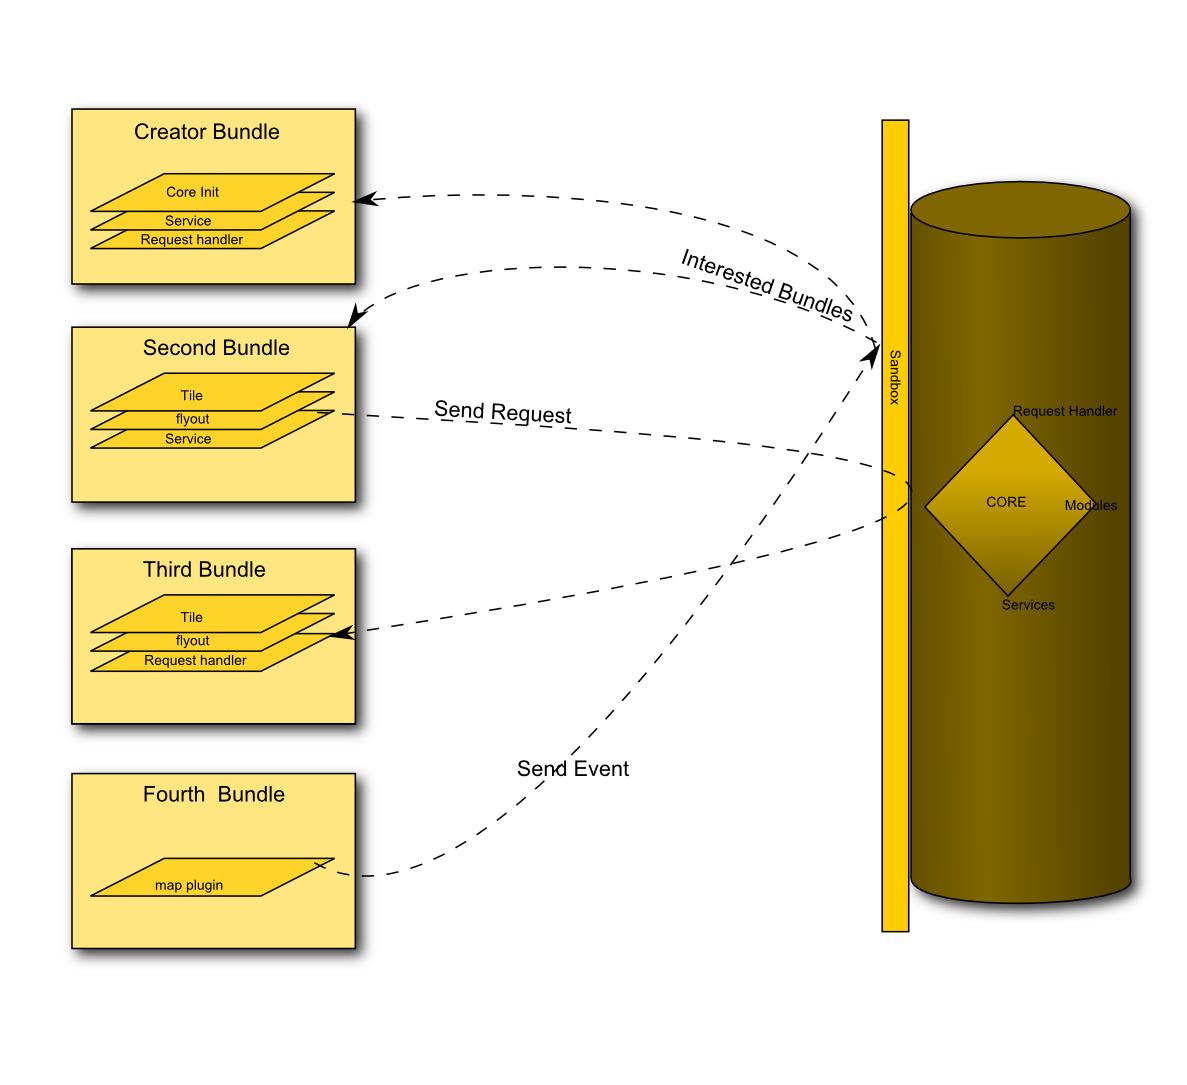 Creator Bundle
Core Init
Service
Request handler
Interested Bundles
Second Bundle
Tile
flyout
Service
Send Request
Sandbox
Request Handler
CORE
Modules
Services
Third Bundle
Tile
flyout
Request handler
Send Event
Fourth  Bundle
map plugin